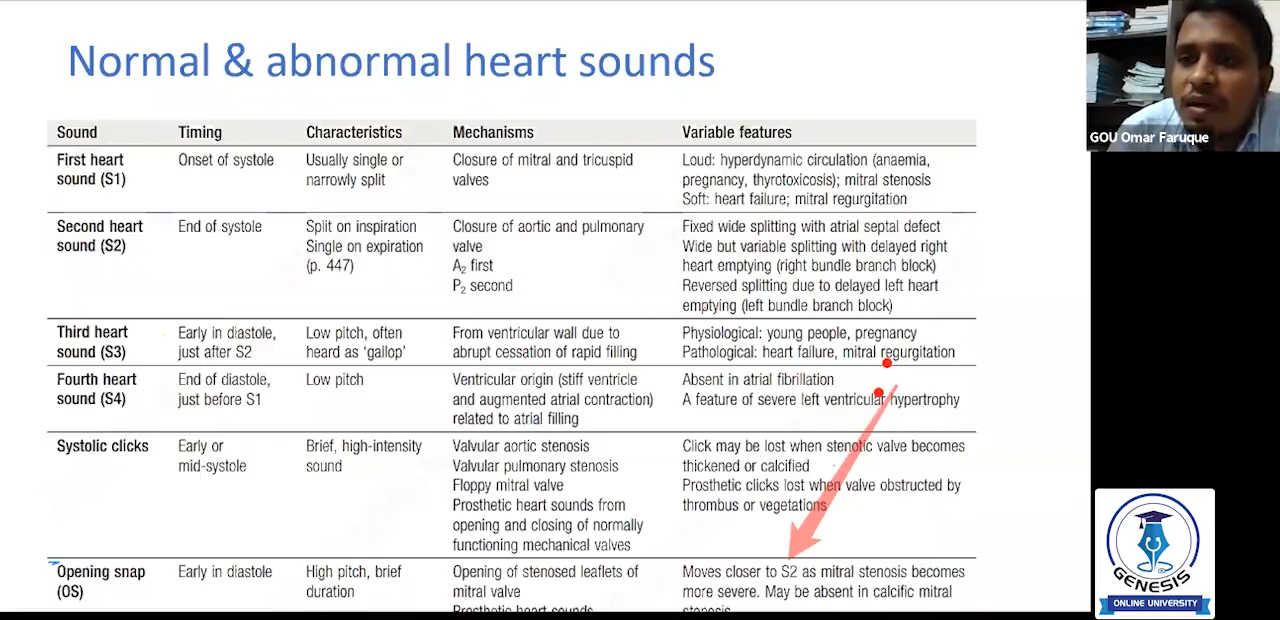 Normal & abnormal heart sounds
GOU Omar Faruque
Sound Timing Characteristics Mechanisms Variable features
First heart sound (S1)
Onset of systole
Usually single or narrowly split
Closure of mitral and tricuspid valves
Loud: hyperdynamic circulation (anaemia,
pregnancy, thyrotoxicosis); mitral stenosis
Soft: heart failure; mitral regurgitation
Second heart sound (S2)
End of systole
Split on inspiration
Single on expiration
(p. 447)
Closure of aortic and pulmonary
valve
A2 first
P2 second
Fixed wide splitting with atrial septal defect
Wide but variable splitting with delayed right
heart emptying (right bundle branch block)
Reversed splitting due to delayed left heart
emptying (left bundle branch block)
Third heart sound (S3)
Early in diastole,
just after S2
Low pitch, often
heard as ‘gallop’
From ventricular wall due to
abrupt cessation of rapid filling
Physiological: young people, pregnancy
Pathological: heart failure, mitral regurgitation
Fourth heart sound (S4)
End of diastole,
just before S1
Low pitch
Ventricular origin (stiff ventricle
and augmented atrial contraction)
related to atrial filling
Absent in atrial fibrillation
A feature of severe left ventricular hypertrophy
Systolic clicks
Early or
mid-systole
Brief, high-intensity
sound
Valvular aortic stenosis
Valvular pulmonary stenosis
Floppy mitral valve
Prosthetic heart sounds from
opening and closing of normally
functioning mechanical valves
Click may be lost when stenotic valve becomes
thickened or calcified
Prosthetic clicks lost when valve obstructed by
thrombus or vegetations
Opening snap
(OS)
Early in diastole
High pitch, brief
duration
Opening of stenosed leaflets of
mitral valve
Prosthetic heart sounds
Moves closer to S2 as mitral stenosis becomes
more severe. May be absent in calcific mitral
stenosis
GENESIS
ONLINE UNIVERSITY